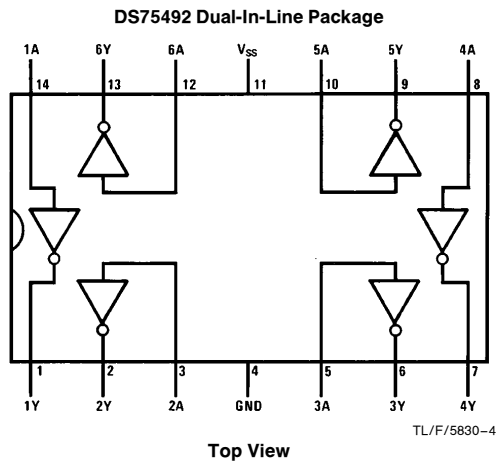 DS75492 Dual-In-Line Package
1A 6Y 6A VSS 5A 5Y 4A
14 13 12 11 10 9 8
1 2 3 4 5 6 7
1Y 2Y 2A GND 3A 3Y 4Y
TL/F/5830–4
Top View